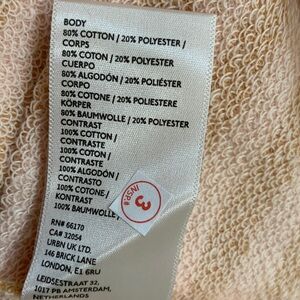 BODY
80% COTTON / 20% POLYESTER /
CORPS
80% COTON / 20% POLYESTER /
CUERPO
80% ALGODÓN / 20% POLIÉSTER
CORPO
80% COTONE / 20% POLIESTERE
KÖRPER
80% BAUMWOLLE / 20% POLYESTER
CONTRAST
100% COTTON /
CONTRASTE
100% COTON /
CONTRASTE
100% ALGODÓN /
CONTRASTO
100% COTONE /
KONTRAST
100% BAUMWOLLE
INSP#
3
RN# 66170
CA# 32054
URBN UK LTD.
146 BRICK LANE
LONDON, E1 6RU
LEIDSESTRAAT 32,
1017 PB AMSTERDAM,
NETHERLANDS